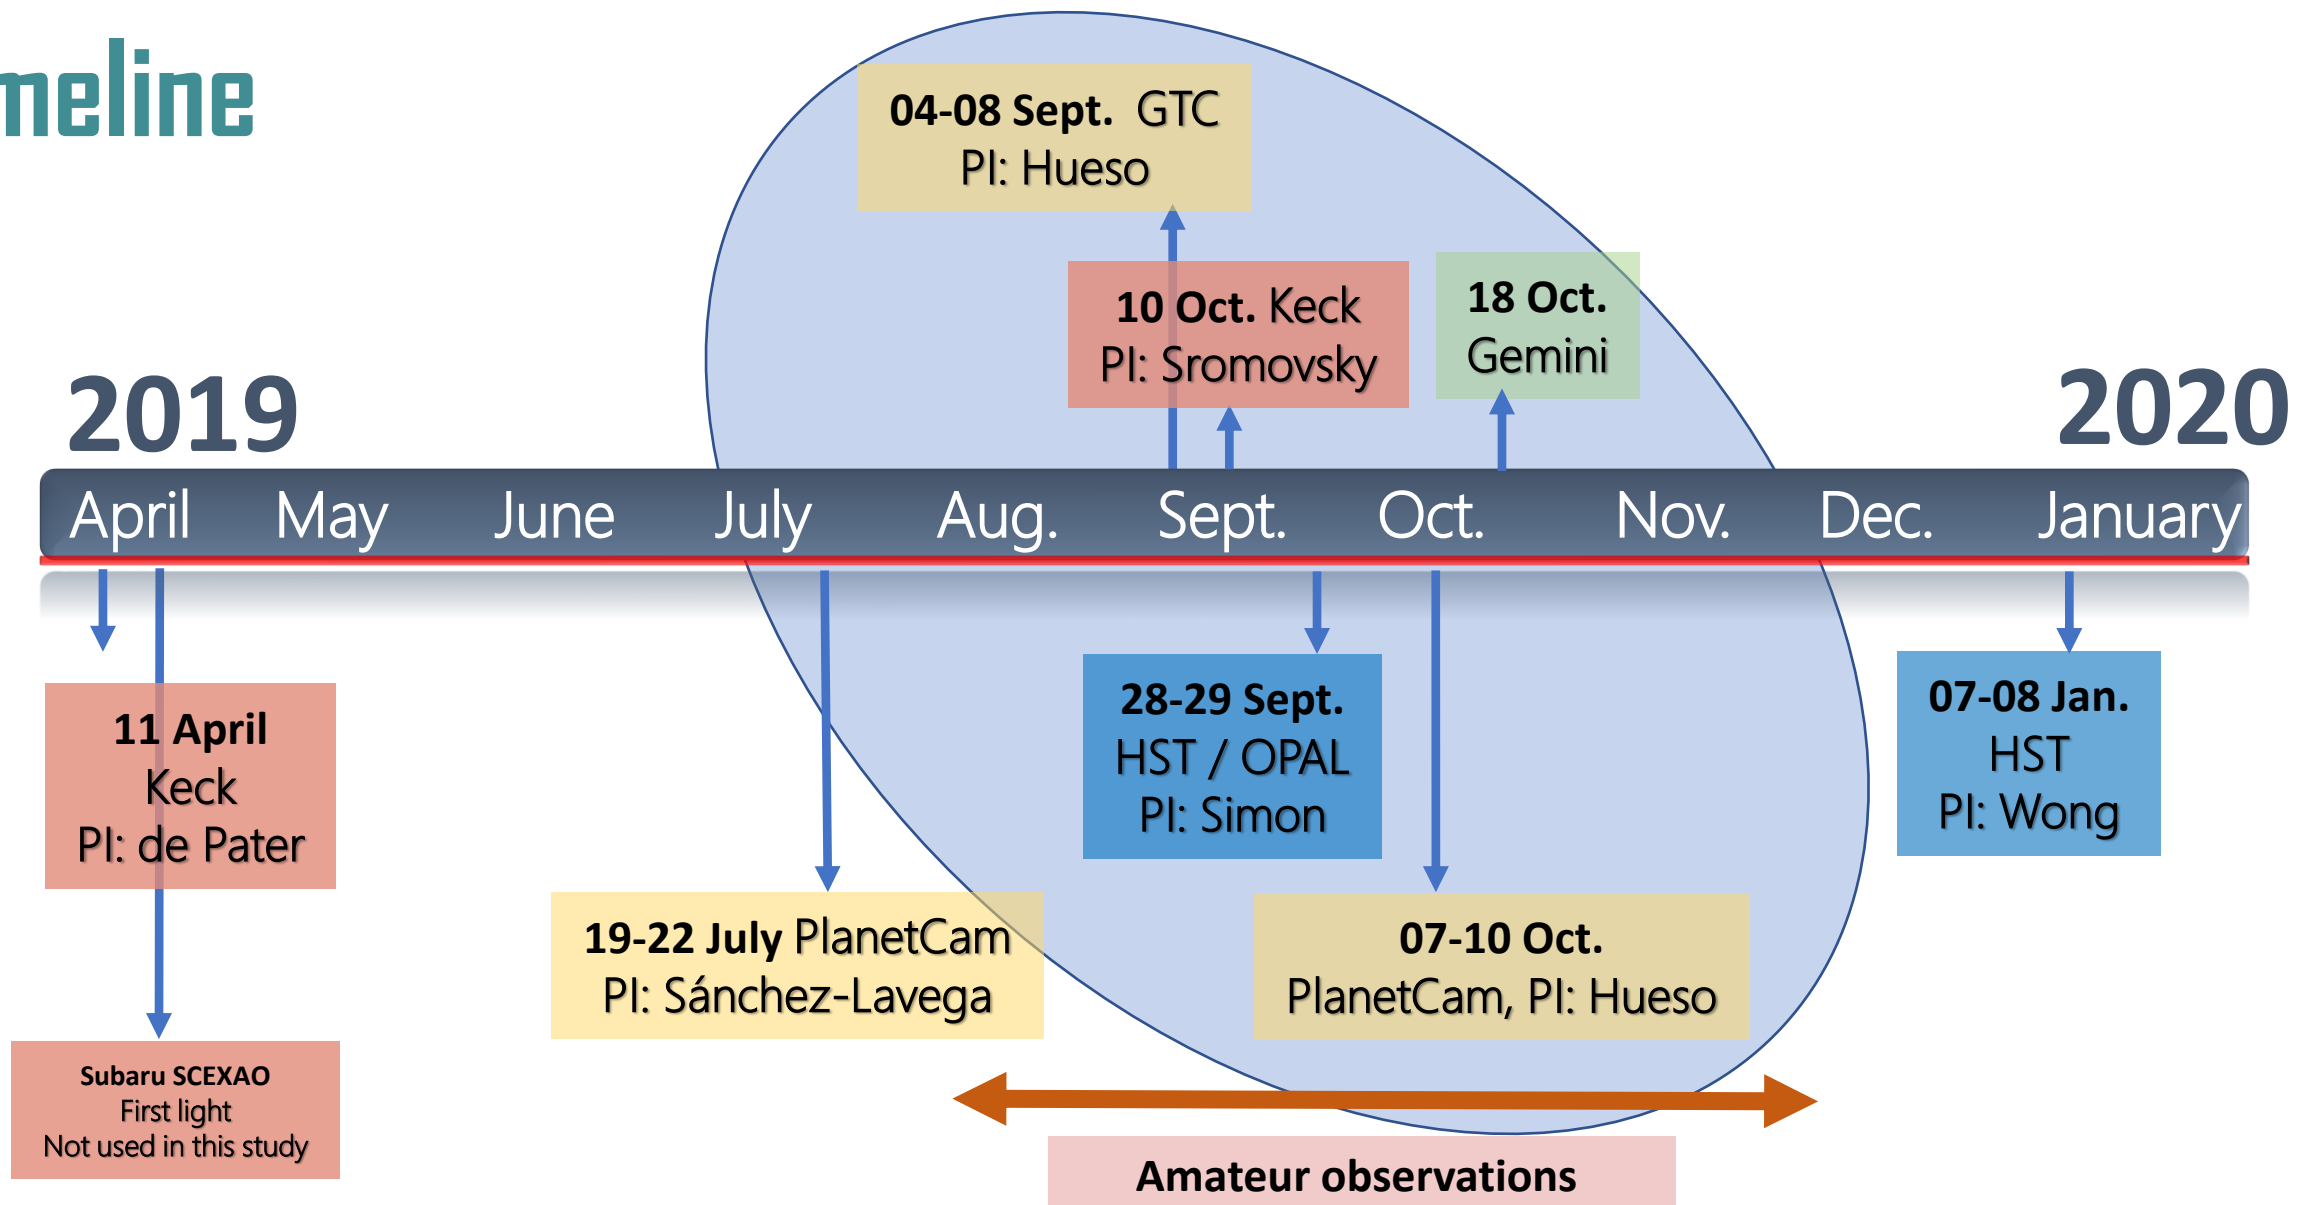 meline
04-08 Sept. GTC
PI: Hueso
10 Oct. Keck
PI: Sromovsky
18 Oct.
Gemini
2019
2020
April May June July Aug. Sept. Oct. Nov. Dec. January
11 April
Keck
PI: de Pater
28-29 Sept.
HST / OPAL
PI: Simon
07-08 Jan.
HST
PI: Wong
19-22 July PlanetCam
PI: Sánchez-Lavega
07-10 Oct.
PlanetCam, PI: Hueso
Subaru SCEXAO
First light
Not used in this study
Amateur observations